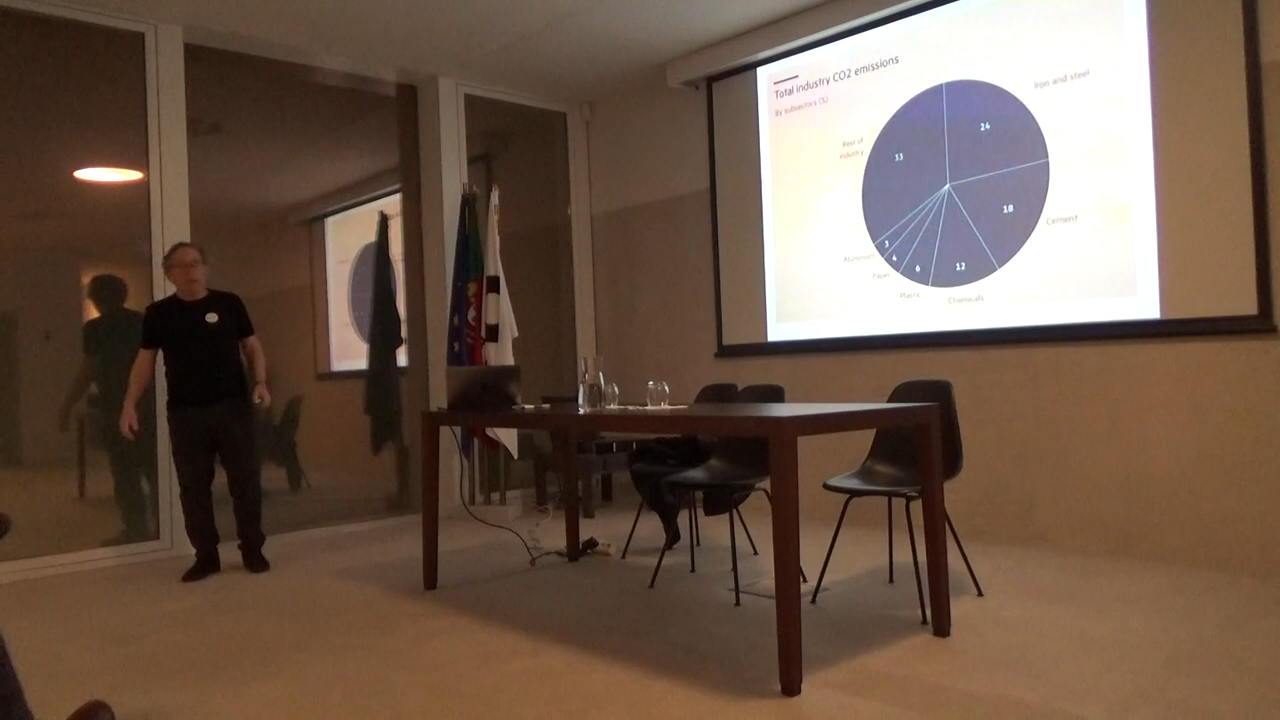 Total industry CO2 emissions
By subsectors (%)
Iron and steel
24
Rest of
industry
33
18
Cement
3
Aluminium
4
Paper
6
12
Plastic
Chemicals